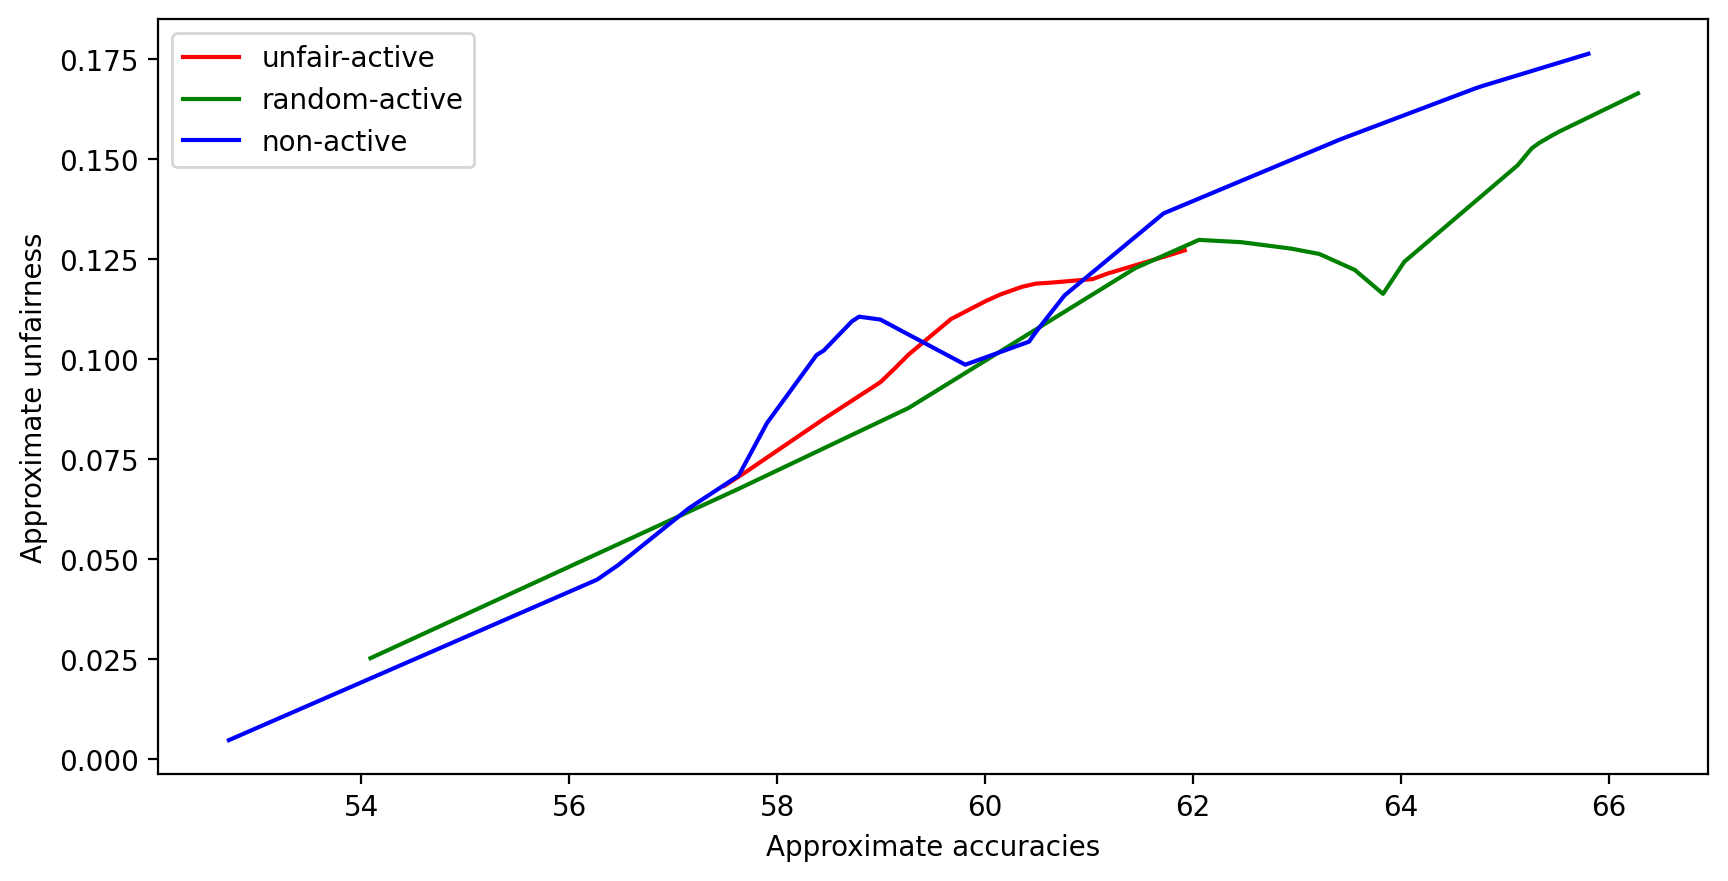 unfair-active
random-active
non-active
0.175
0.150
0.125
0.100
0.075
0.050
0.025
0.000
Approximate unfairness
54 56 58 60 62 64 66
Approximate accuracies